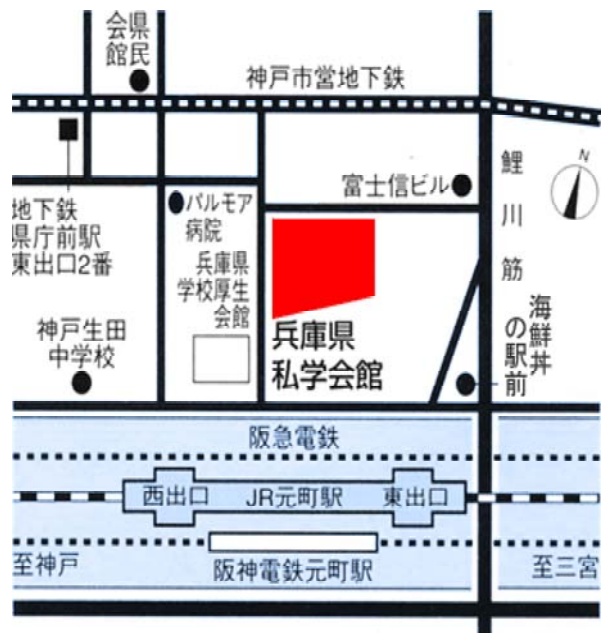 会県
館民
神戸市営地下鉄
富士信ビル
N
鯉川筋
地下鉄
県庁前駅
東出口2番
パルモア
病院
兵庫県
学校厚生
会館
神戸生田
中学校
兵庫県
私学会館
海鮮丼
の駅前
阪急電鉄
西出口
JR元町駅
東出口
至神戸
阪神電鉄元町駅
至三宮